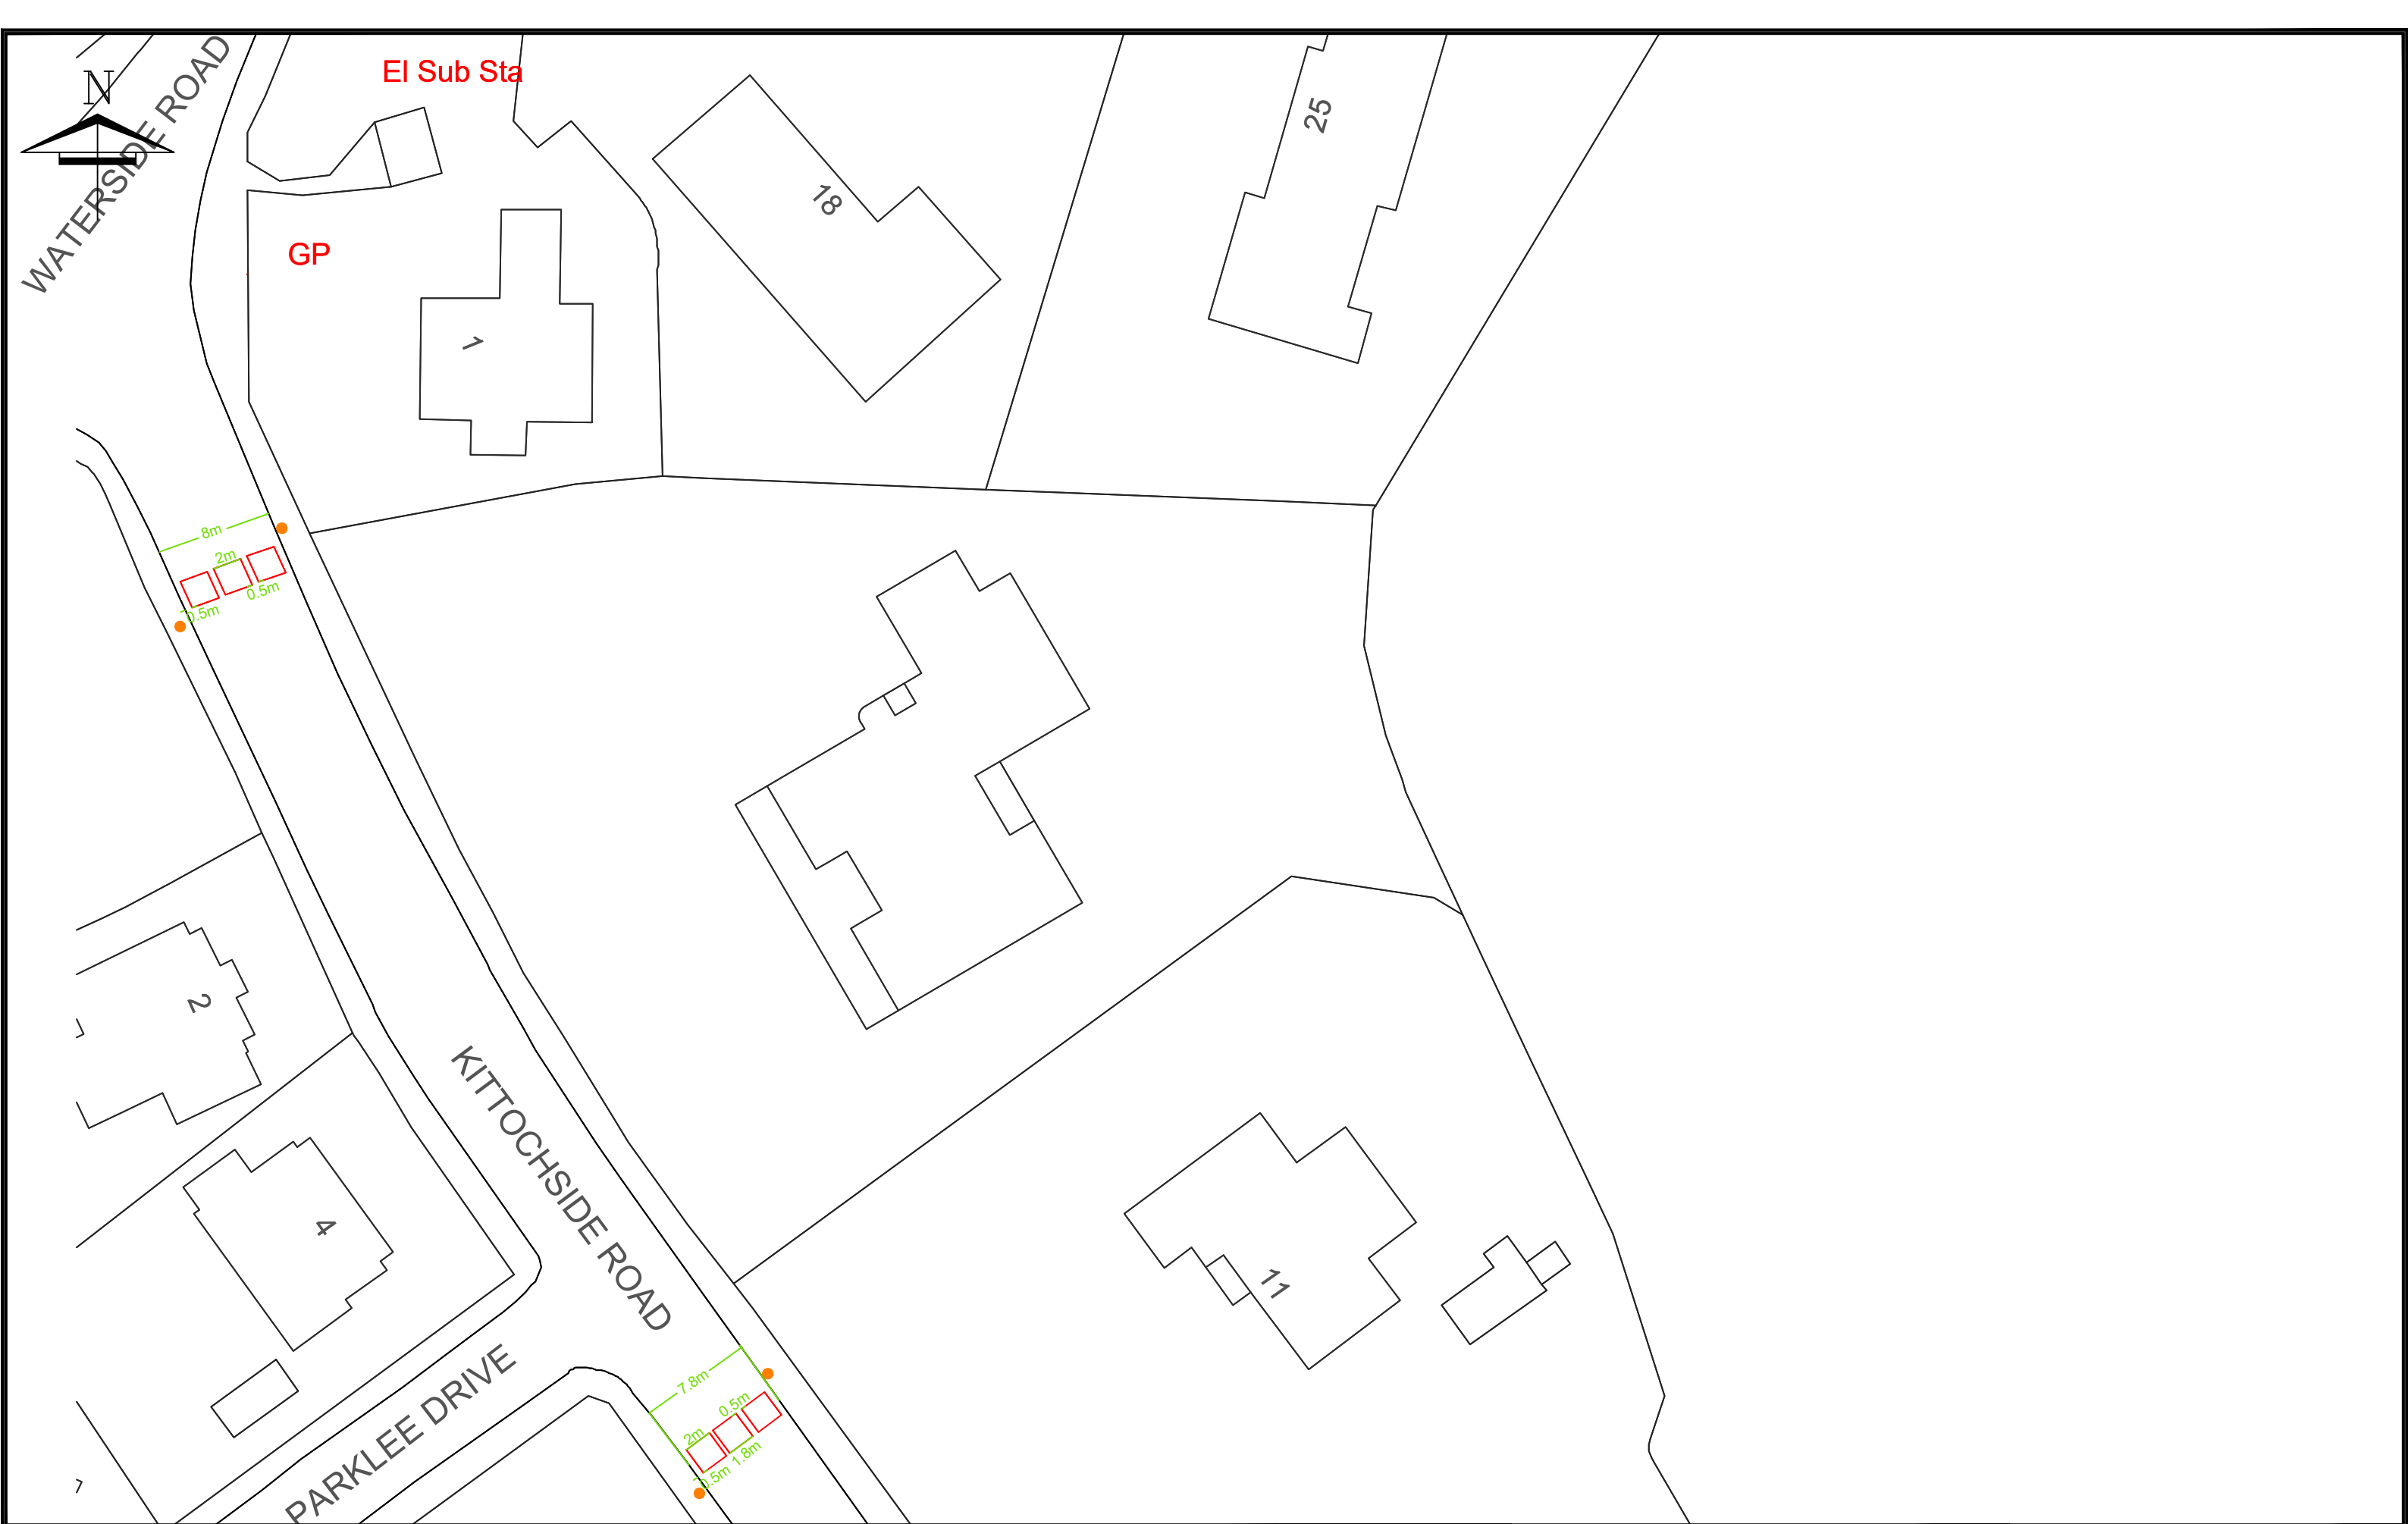 WATERSIDE ROAD
N
El Sub Sta
GP
1
18
25
8m
2m
0.5m
0.5m
2
4
KITTOCHSIDE ROAD
11
PARKLEE DRIVE
7.8m
0.5m
2m
1.8m
0.5m